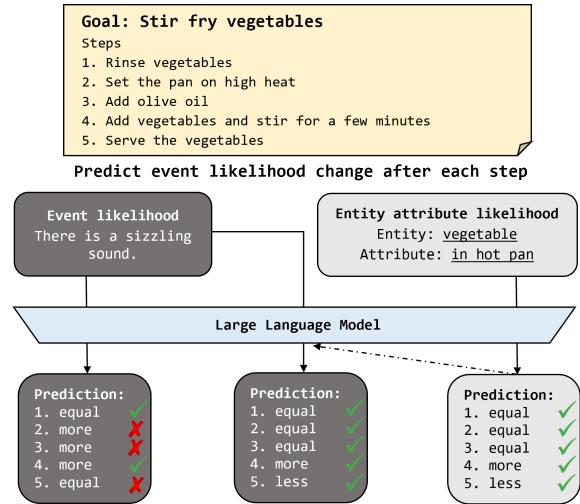 Goal: Stir fry vegetables
Steps
1. Rinse vegetables
2. Set the pan on high heat
3. Add olive oil
4. Add vegetables and stir for a few minutes
5. Serve the vegetables
Predict event likelihood change after each step
Event likelihood
There is a sizzling
sound.
Entity attribute likelihood
Entity: vegetable
Attribute: in hot pan
Large Language Model
Prediction:
1. equal
2. more
3. more
4. more
5. equal
Prediction:
1. equal
2. equal
3. equal
4. more
5. less
Prediction:
1. equal
2. equal
3. equal
4. more
5. less